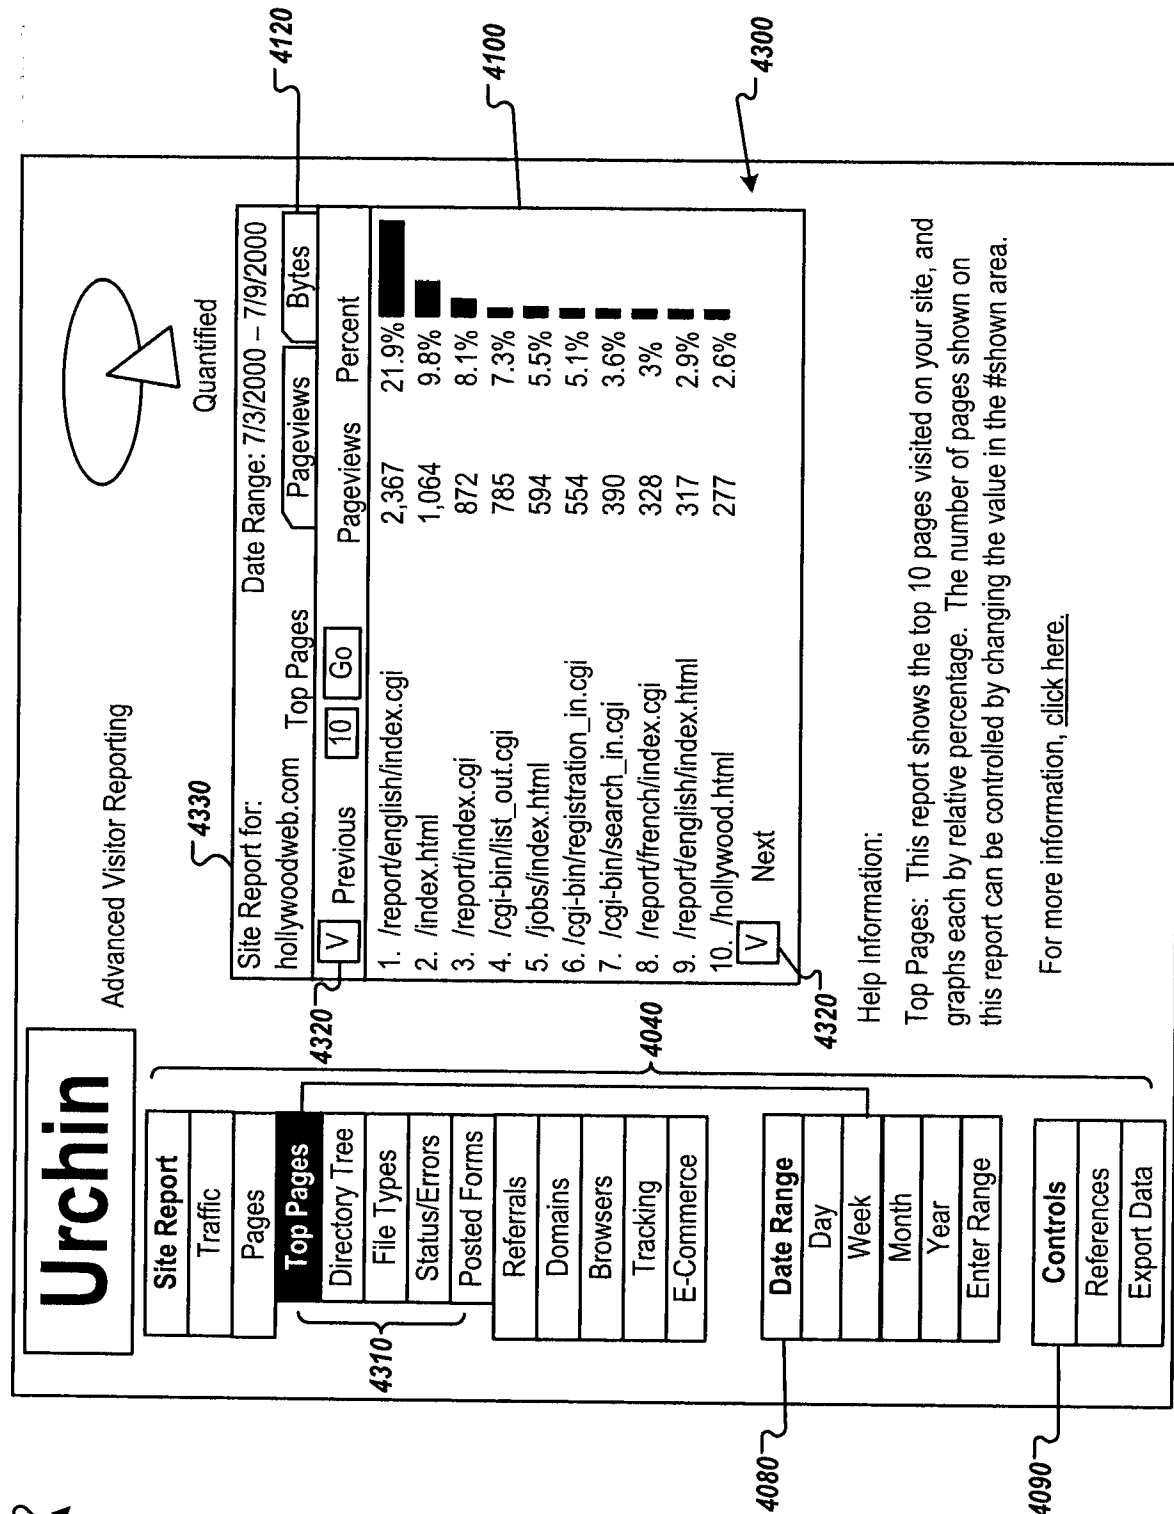 Urchin
Advanced Visitor Reporting
Quantified
Site Report
Traffic
Pages
Top Pages
Directory Tree
File Types
Status/Errors
Posted Forms
Referrals
Domains
Browsers
Tracking
E-Commerce
4310
Date Range
Day
Week
Month
Year
Enter Range
4080
Controls
References
Export Data
4090
4040
4330
Site Report for: Date Range: 7/3/2000 – 7/9/2000
hollywoodweb.com Top Pages Pageviews Bytes
4120
V Previous 10 Go Pageviews Percent
4320
1. /report/english/index.cgi 2,367 21.9%
2. /index.html 1,064 9.8%
3. /report/index.cgi 872 8.1%
4. /cgi-bin/list_out.cgi 785 7.3%
5. /jobs/index.html 594 5.5%
6. /cgi-bin/registration_in.cgi 554 5.1%
7. /cgi-bin/search_in.cgi 390 3.6%
8. /report/french/index.cgi 328 3%
9. /report/english/index.html 317 2.9%
10. /hollywood.html 277 2.6%
V Next
4320
4100
4300
Help Information:
Top Pages: This report shows the top 10 pages visited on your site, and
graphs each by relative percentage. The number of pages shown on
this report can be controlled by changing the value in the #shown area.
For more information, click here.